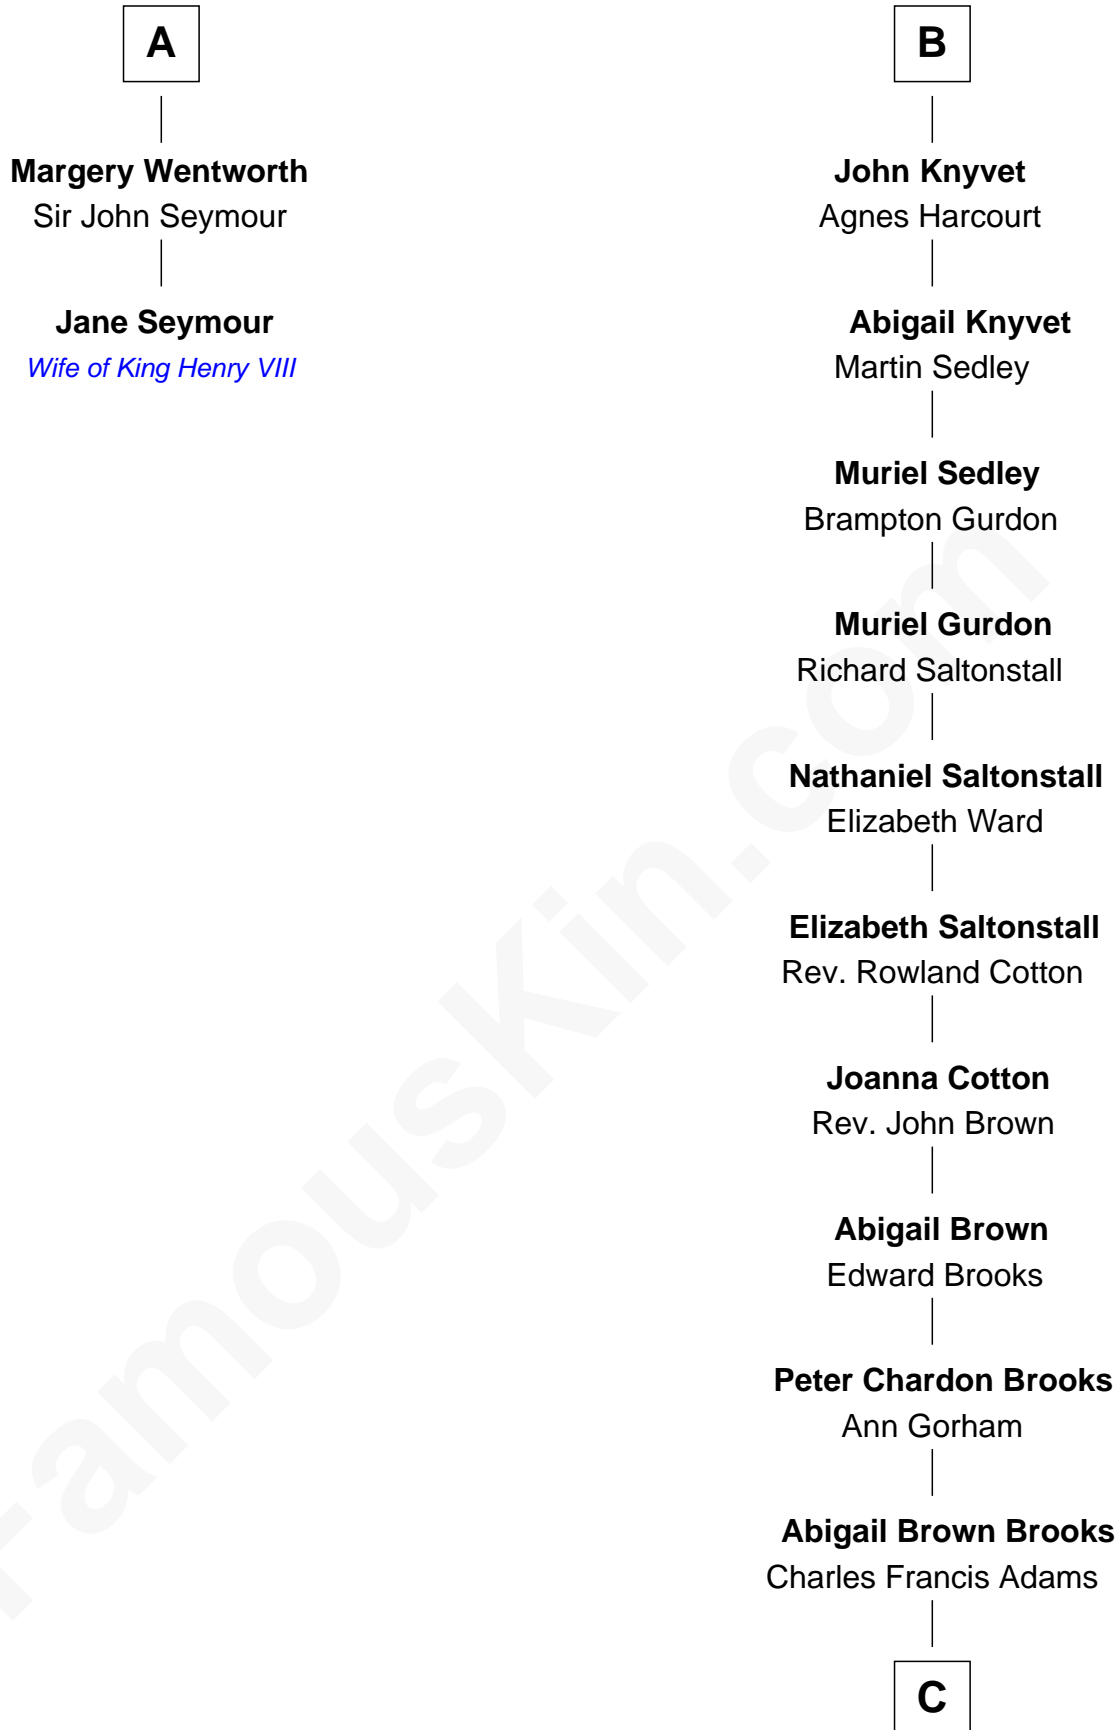 A
Margery Wentworth
Sir John Seymour
Jane Seymour
Wife of King Henry VIII
B
John Knyvet
Agnes Harcourt
Abigail Knyvet
Martin Sedley
Muriel Sedley
Brampton Gurdon
Muriel Gurdon
Richard Saltonstall
Nathaniel Saltonstall
Elizabeth Ward
Elizabeth Saltonstall
Rev. Rowland Cotton
Joanna Cotton
Rev. John Brown
Abigail Brown
Edward Brooks
Peter Chardon Brooks
Ann Gorham
Abigail Brown Brooks
Charles Francis Adams
C
FamousKin.com